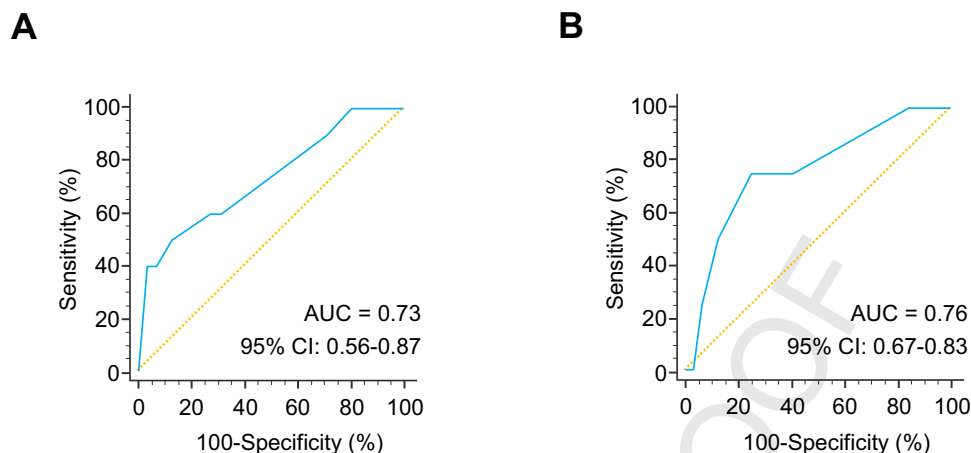 A
B
Sensitivity (%)
100
80
60
40
20
0
0 20 40 60 80 100
100-Specificity (%)
AUC = 0.73
95% CI: 0.56-0.87
Sensitivity (%)
100
80
60
40
20
0
0 20 40 60 80 100
100-Specificity (%)
AUC = 0.76
95% CI: 0.67-0.83
OOF